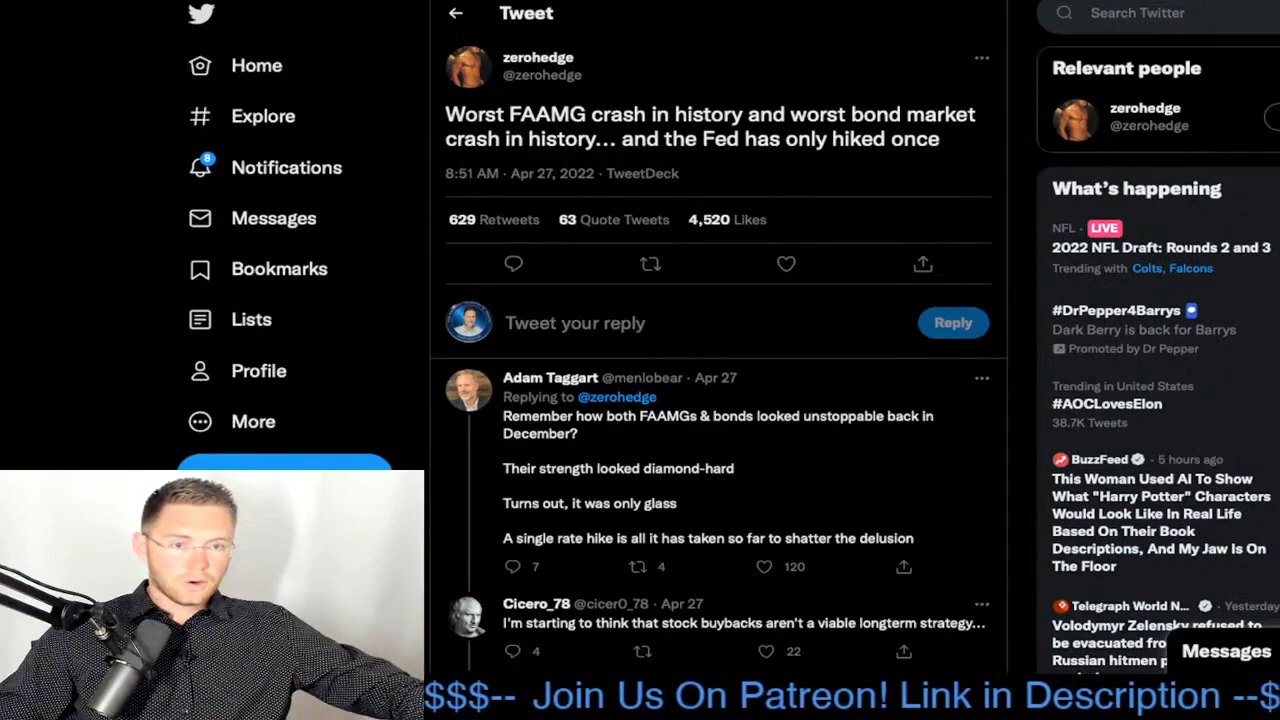 Tweet
Search Twitter
Home
Explore
8
Notifications
Messages
Bookmarks
Lists
Profile
More
zerohedge
@zerohedge
Worst FAAMG crash in history and worst bond market
crash in history... and the Fed has only hiked once
8:51 AM · Apr 27, 2022 · TweetDeck
629 Retweets 63 Quote Tweets 4,520 Likes
Tweet your reply
Reply
Adam Taggart @menlobear · Apr 27
Replying to @zerohedge
Remember how both FAAMGs & bonds looked unstoppable back in
December?
Their strength looked diamond-hard
Turns out, it was only glass
A single rate hike is all it has taken so far to shatter the delusion
7 4 120
Cicero_78 @cicer0_78 · Apr 27
I'm starting to think that stock buybacks aren't a viable longterm strategy...
4 22
Relevant people
zerohedge
@zerohedge
What's happening
NFL · LIVE
2022 NFL Draft: Rounds 2 and 3
Trending with Colts, Falcons
#DrPepper4Barrys
Dark Berry is back for Barrys
Promoted by Dr Pepper
Trending in United States
#AOCLovesElon
38.7K Tweets
BuzzFeed · 5 hours ago
This Woman Used AI To Show
What "Harry Potter" Characters
Would Look Like In Real Life
Based On Their Book
Descriptions, And My Jaw Is On
The Floor
Telegraph World N... · Yesterday
Volodymyr Zelensky refused to
be evacuated fro
Russian hitmen p
Messages
$$$-- Join Us On Patreon! Link in Description --$